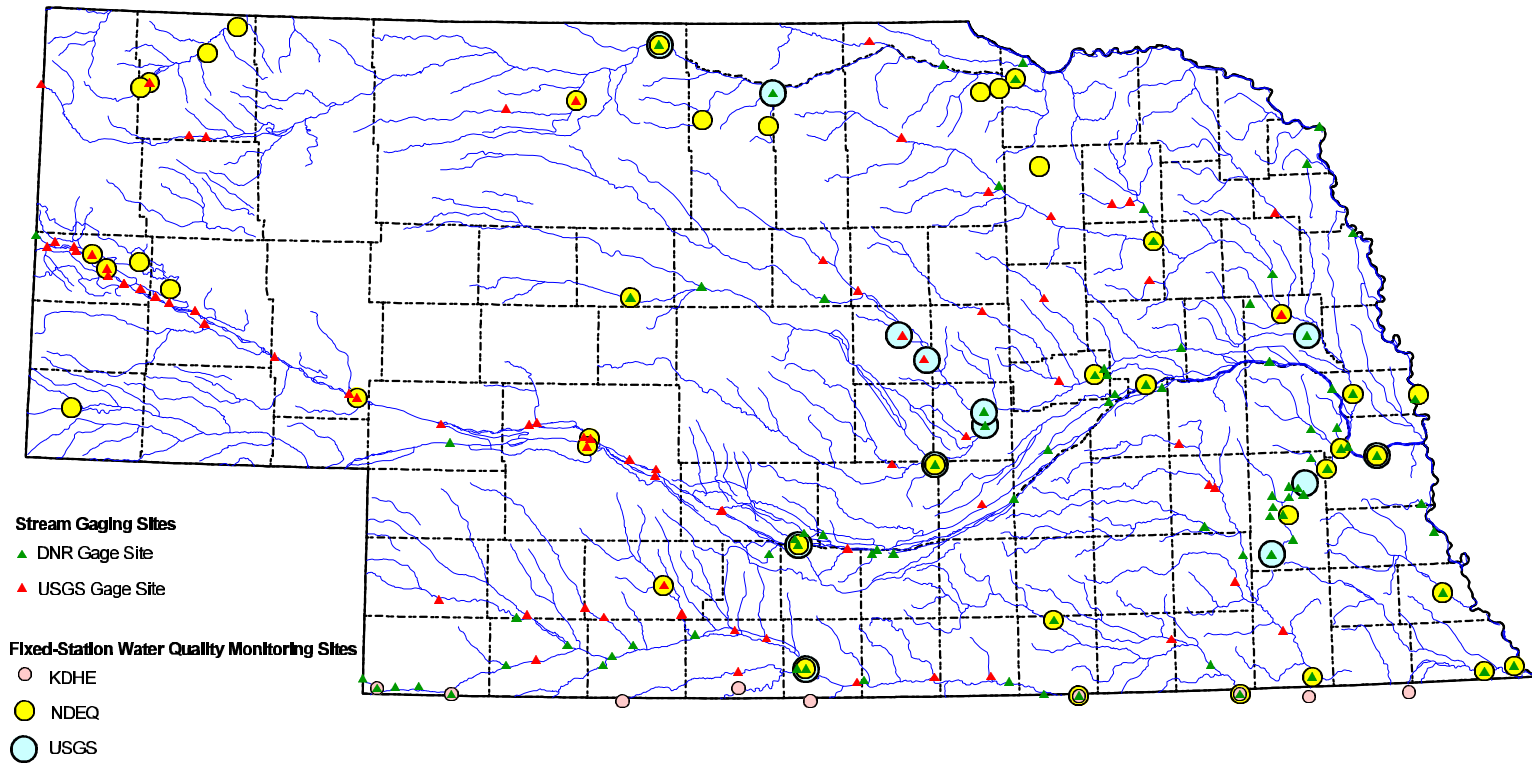 Stream Gaging Sites
DNR Gage Site
USGS Gage Site
Fixed-Station Water Quality Monitoring Sites
KDHE
NDEQ
USGS